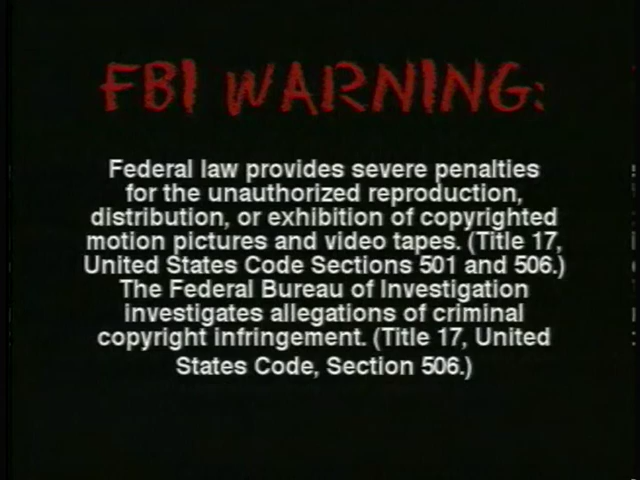 FBI WARNING:
Federal law provides severe penalties
for the unauthorized reproduction,
distribution, or exhibition of copyrighted
motion pictures and video tapes. (Title 17,
United States Code Sections 501 and 506.)
The Federal Bureau of Investigation
investigates allegations of criminal
copyright infringement. (Title 17, United
States Code, Section 506.)